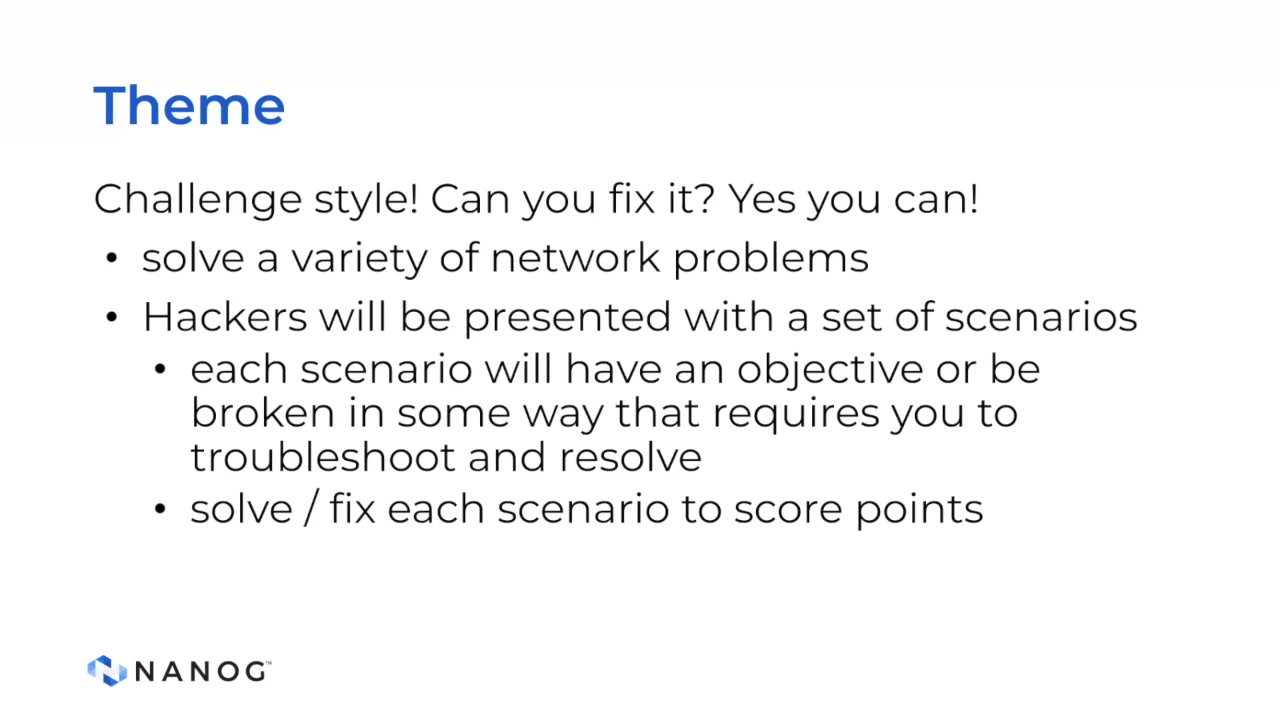 Theme
Challenge style! Can you fix it? Yes you can!
• solve a variety of network problems
• Hackers will be presented with a set of scenarios
• each scenario will have an objective or be
broken in some way that requires you to
troubleshoot and resolve
• solve / fix each scenario to score points
NANOG™